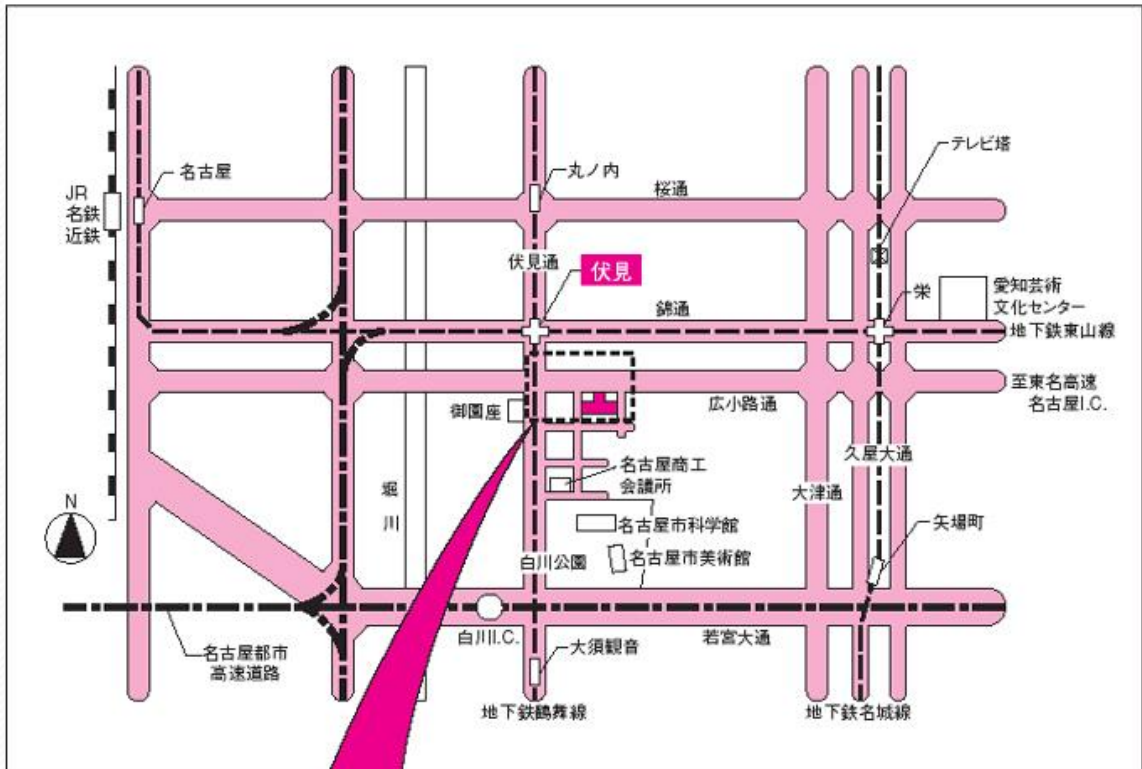 テレビ塔
名古屋
丸ノ内
桜通
JR
名鉄
近鉄
伏見通
伏見
栄
愛知芸術
文化センター
錦通
地下鉄東山線
至東名高速
名古屋I.C.
御園座
広小路通
久屋大通
名古屋商工
会議所
大津通
堀川
N
名古屋市科学館
矢場町
白川公園
名古屋市美術館
白川I.C.
若宮大通
大須観音
名古屋都市
高速道路
地下鉄鶴舞線
地下鉄名城線